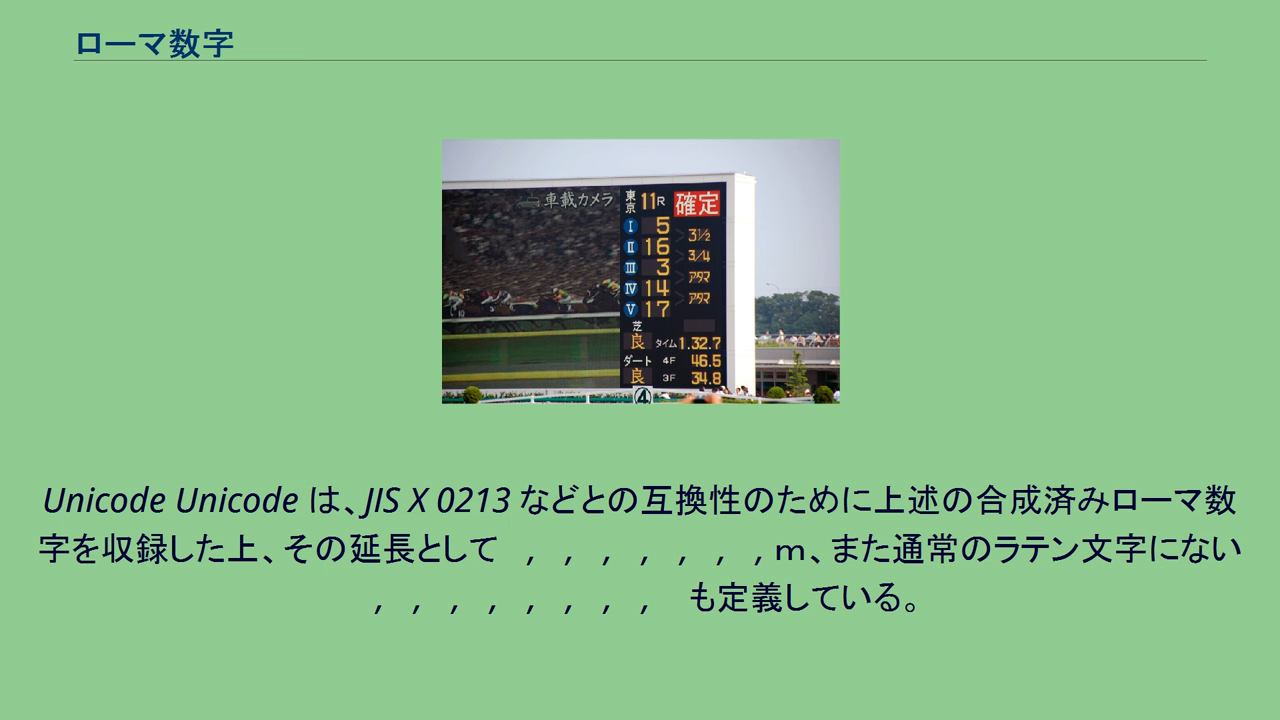 ローマ数字
車載カメラ
東京 11R 確定
I 5
3 1/2
II 16
3/4
III 3
アタマ
IV 14
アタマ
V 17
芝
良 タイム 1.32.7
ダート 4F 46.5
良 3F 34.8
4
Unicode Unicode は、JIS X 0213 などとの互換性のために上述の合成済みローマ数
字を収録した上、その延長として , , , , , , , m、また通常のラテン文字にない
, , , , , , , , も定義している。